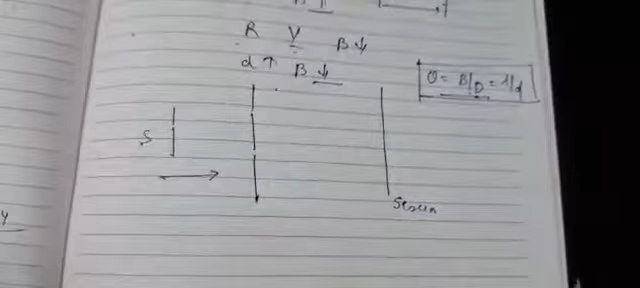 B ↑
R V B ↓
d ↑ B ↓
θ = B/D = λ/d
S
Screen
y